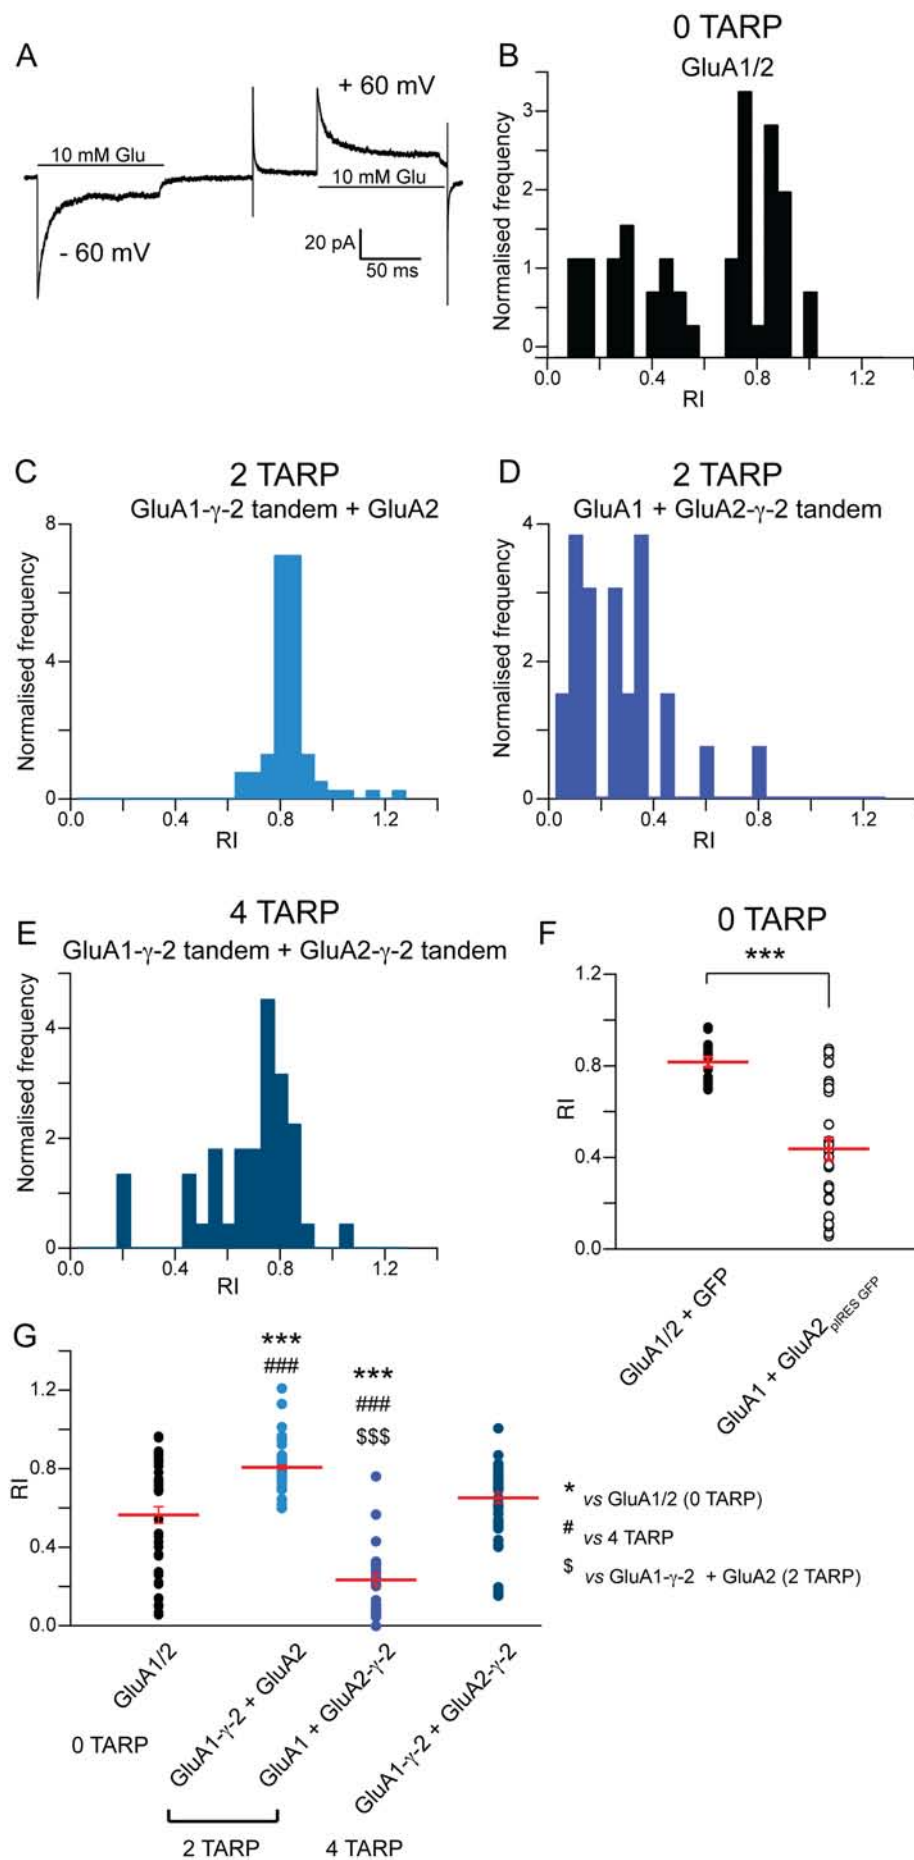 A
+ 60 mV
10 mM Glu
10 mM Glu
- 60 mV
20 pA
50 ms
B
0 TARP
GluA1/2
Normalised frequency
3
2
1
0
0.0 0.4 0.8 1.2
RI
C
2 TARP
GluA1-γ-2 tandem + GluA2
Normalised frequency
8
4
0
0.0 0.4 0.8 1.2
RI
D
2 TARP
GluA1 + GluA2-γ-2 tandem
Normalised frequency
4
2
0
0.0 0.4 0.8 1.2
RI
E
4 TARP
GluA1-γ-2 tandem + GluA2-γ-2 tandem
Normalised frequency
4
2
0
0.0 0.4 0.8 1.2
RI
F
0 TARP
***
RI
1.2
0.8
0.4
0.0
GluA1/2 + GFP
GluA1 + GluA2pIRES GFP
G
***
###
***
###
$$$
RI
1.2
0.8
0.4
0.0
GluA1/2
GluA1-γ-2 + GluA2
GluA1 + GluA2-γ-2
GluA1-γ-2 + GluA2-γ-2
0 TARP
2 TARP
4 TARP
* vs GluA1/2 (0 TARP)
# vs 4 TARP
$ vs GluA1-γ-2 + GluA2 (2 TARP)